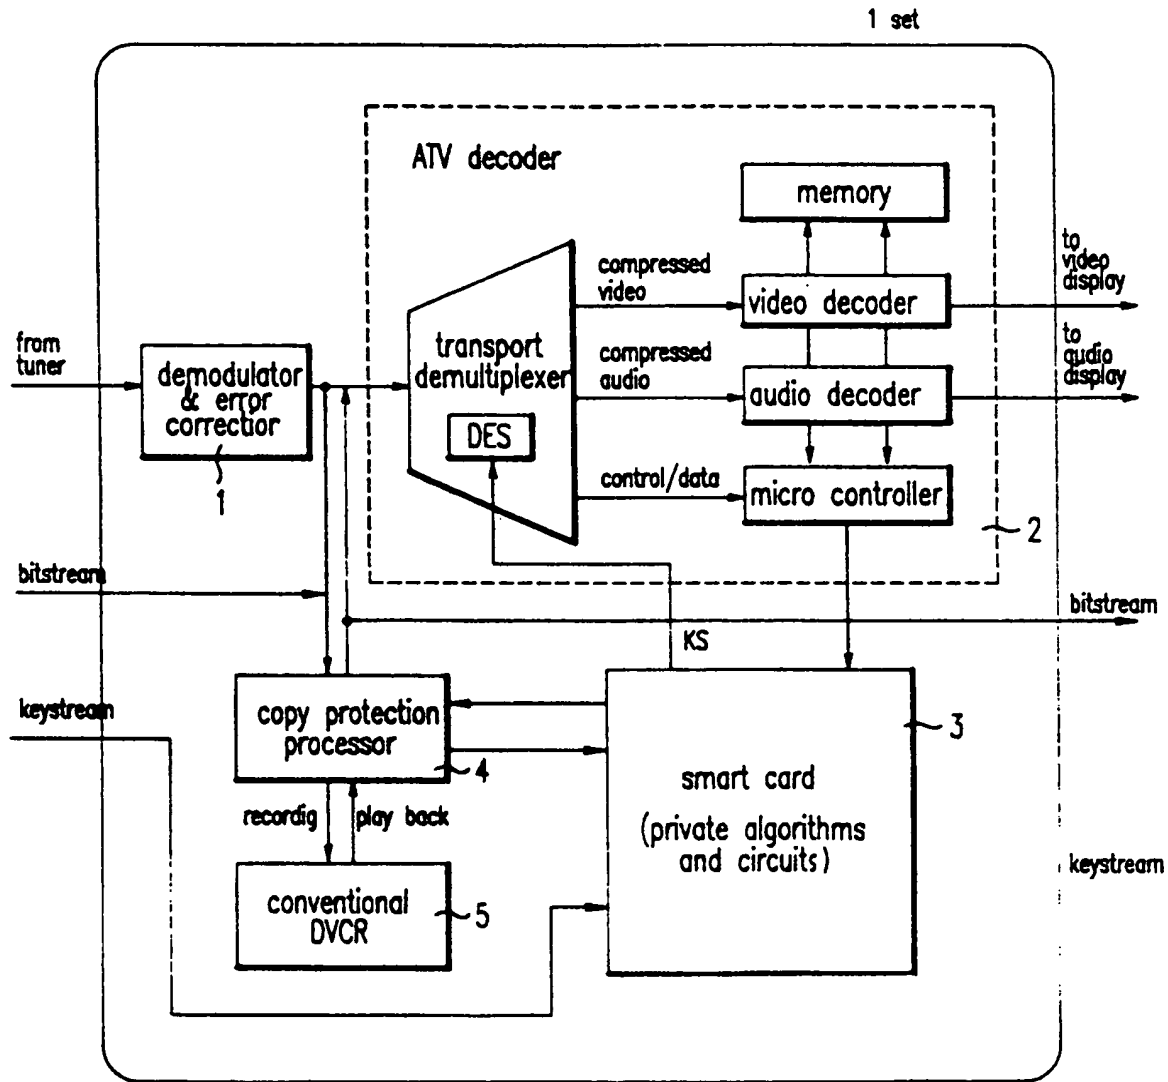 1 set
ATV decoder
memory
compressed
video
video decoder
to
video
display
from
tuner
demodulator
& error
correctior
1
transport
demultiplexer
DES
compressed
audio
audio decoder
to
audio
display
control/data
micro controller
2
bitstream
bitstream
KS
keystream
copy protection
processor
4
3
smart card
(private algorithms
and circuits)
recordig
play back
conventional
DVCR
5
keystream